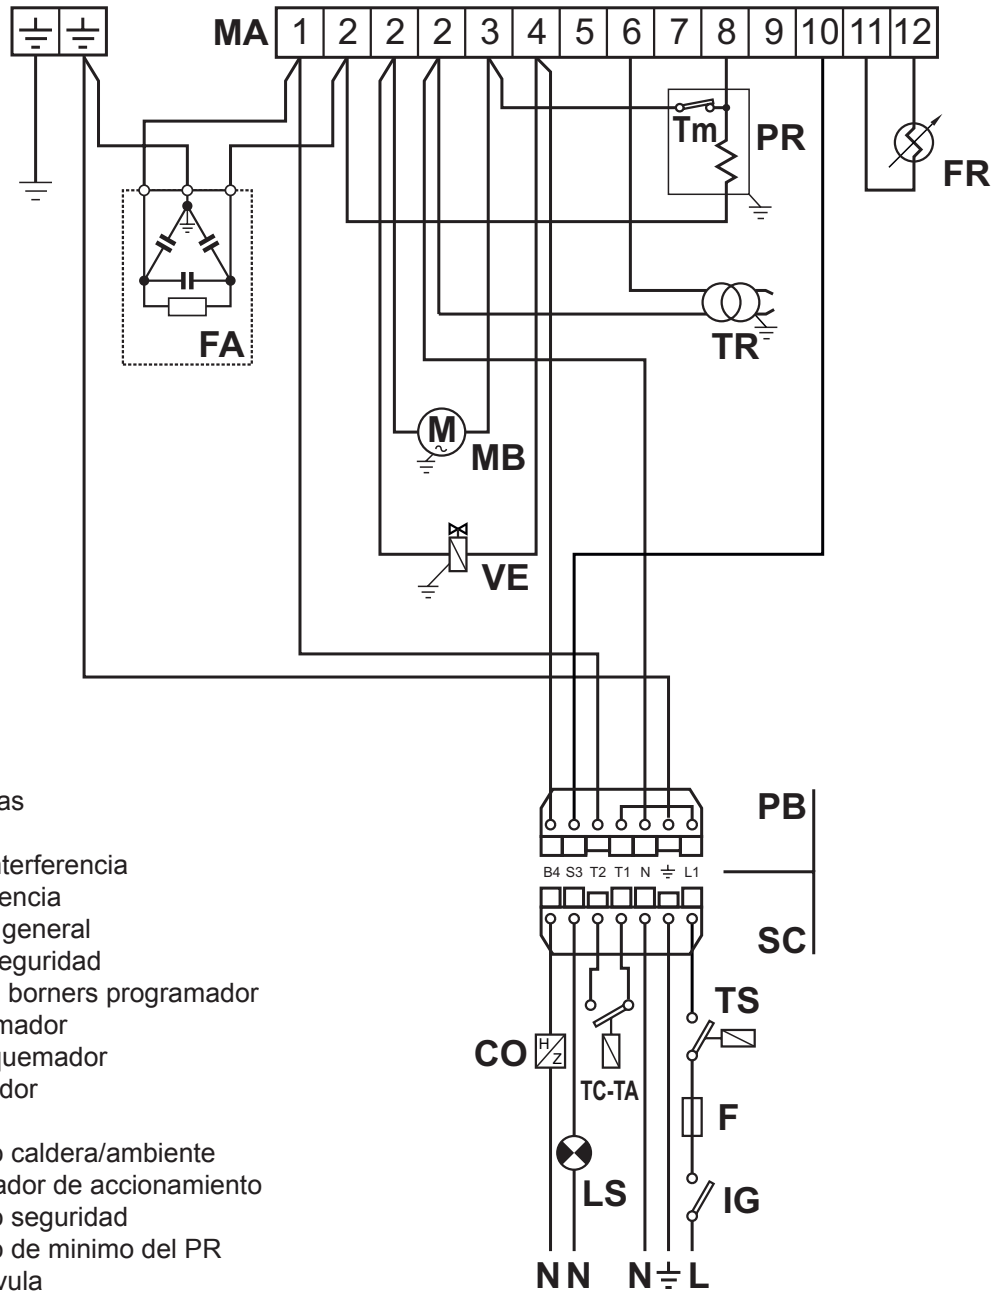 MA 1 2 2 2 3 4 5 6 7 8 9 10 11 12
Tm
PR
FR
FA
TR
M
MB
VE
as
nterferencia
encia
general
eguridad
borners programador
mador
quemador
dor
o caldera/ambiente
ador de accionamiento
o seguridad
o de minimo del PR
vula
PB
B4 S3 T2 T1 N L1
SC
TS
CO
H
Z
TC-TA
F
LS
IG
N N N L